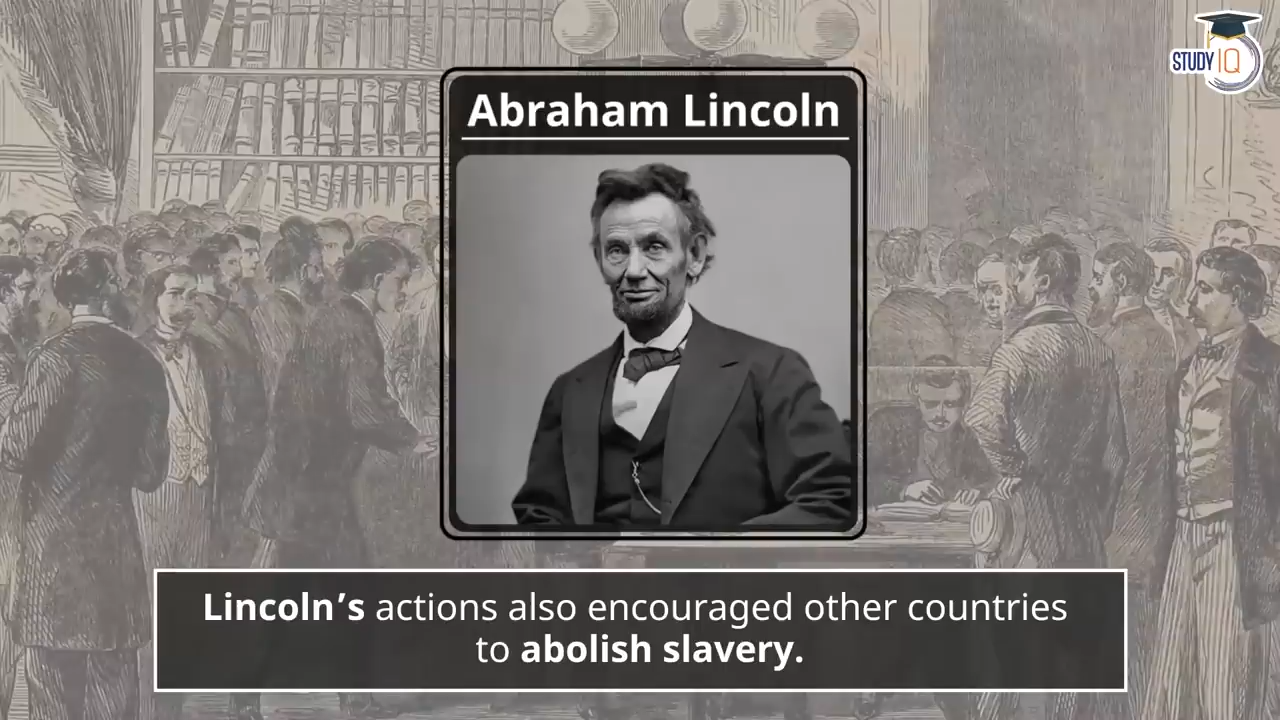 STUDY IQ
Abraham Lincoln
Lincoln’s actions also encouraged other countries
to abolish slavery.